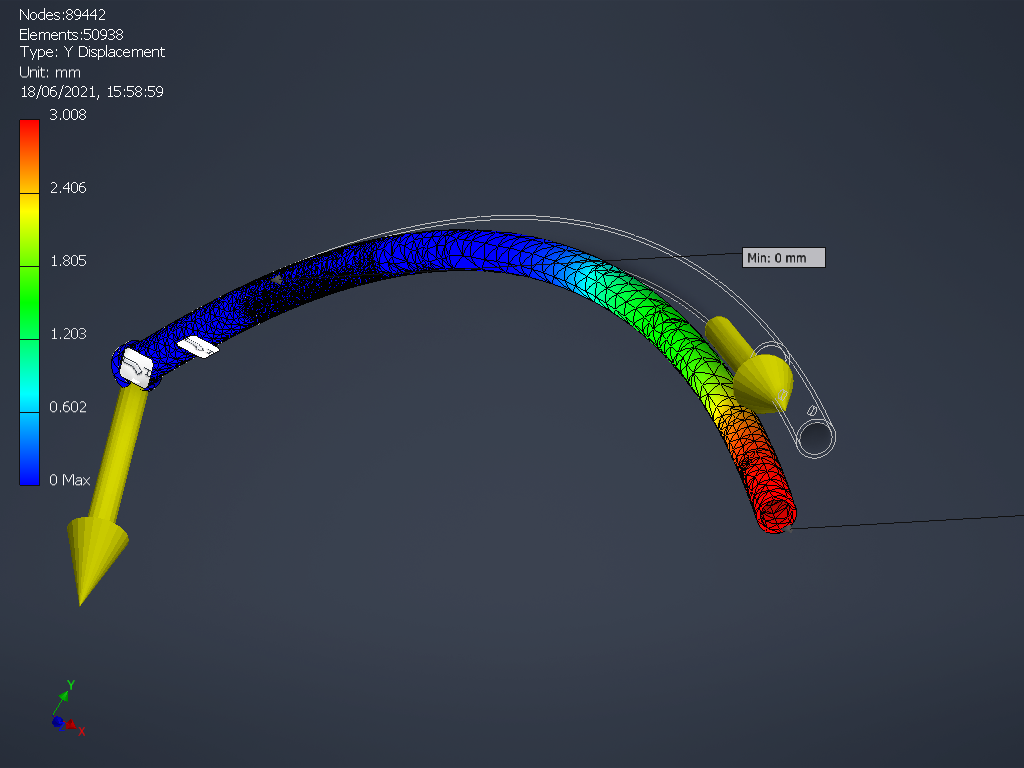 Nodes:89442
Elements:50938
Type: Y Displacement
Unit: mm
18/06/2021, 15:58:59
3.008
2.406
1.805
1.203
0.602
0 Max
Min: 0 mm
Y
X